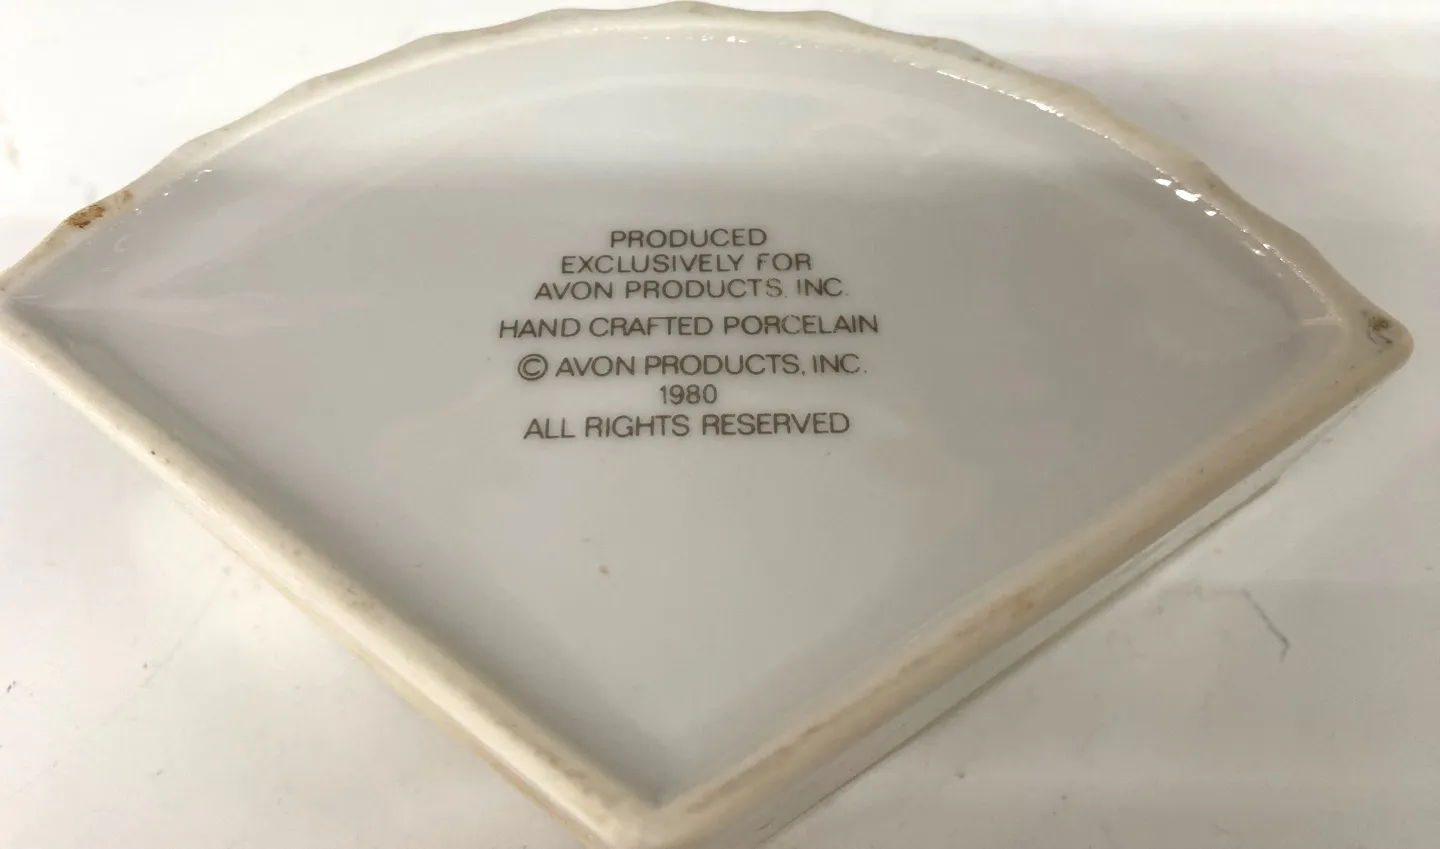 PRODUCED
EXCLUSIVELY FOR
AVON PRODUCTS, INC.
HAND CRAFTED PORCELAIN
© AVON PRODUCTS, INC.
1980
ALL RIGHTS RESERVED